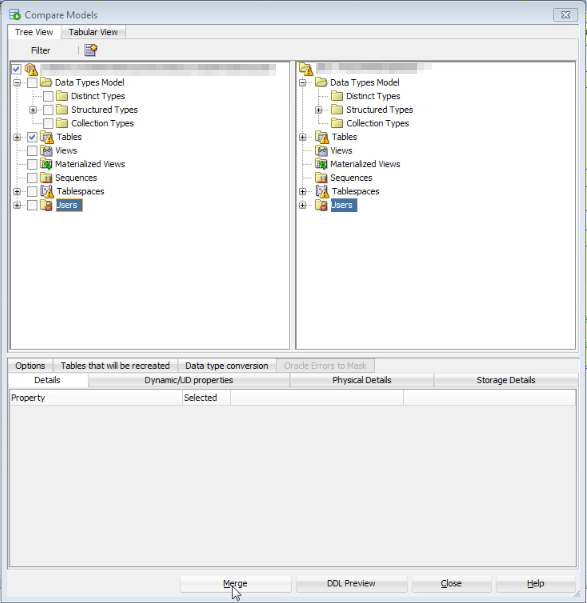 Compare Models
Tree View Tabular View
Filter
Data Types Model
Distinct Types
Structured Types
Collection Types
Tables
Views
Materialized Views
Sequences
Tablespaces
Users
Data Types Model
Distinct Types
Structured Types
Collection Types
Tables
Views
Materialized Views
Sequences
Tablespaces
Users
Options Tables that will be recreated Data type conversion Oracle Errors to Mask
Details Dynamic/UD properties Physical Details Storage Details
Property Selected
Merge DDL Preview Close Help